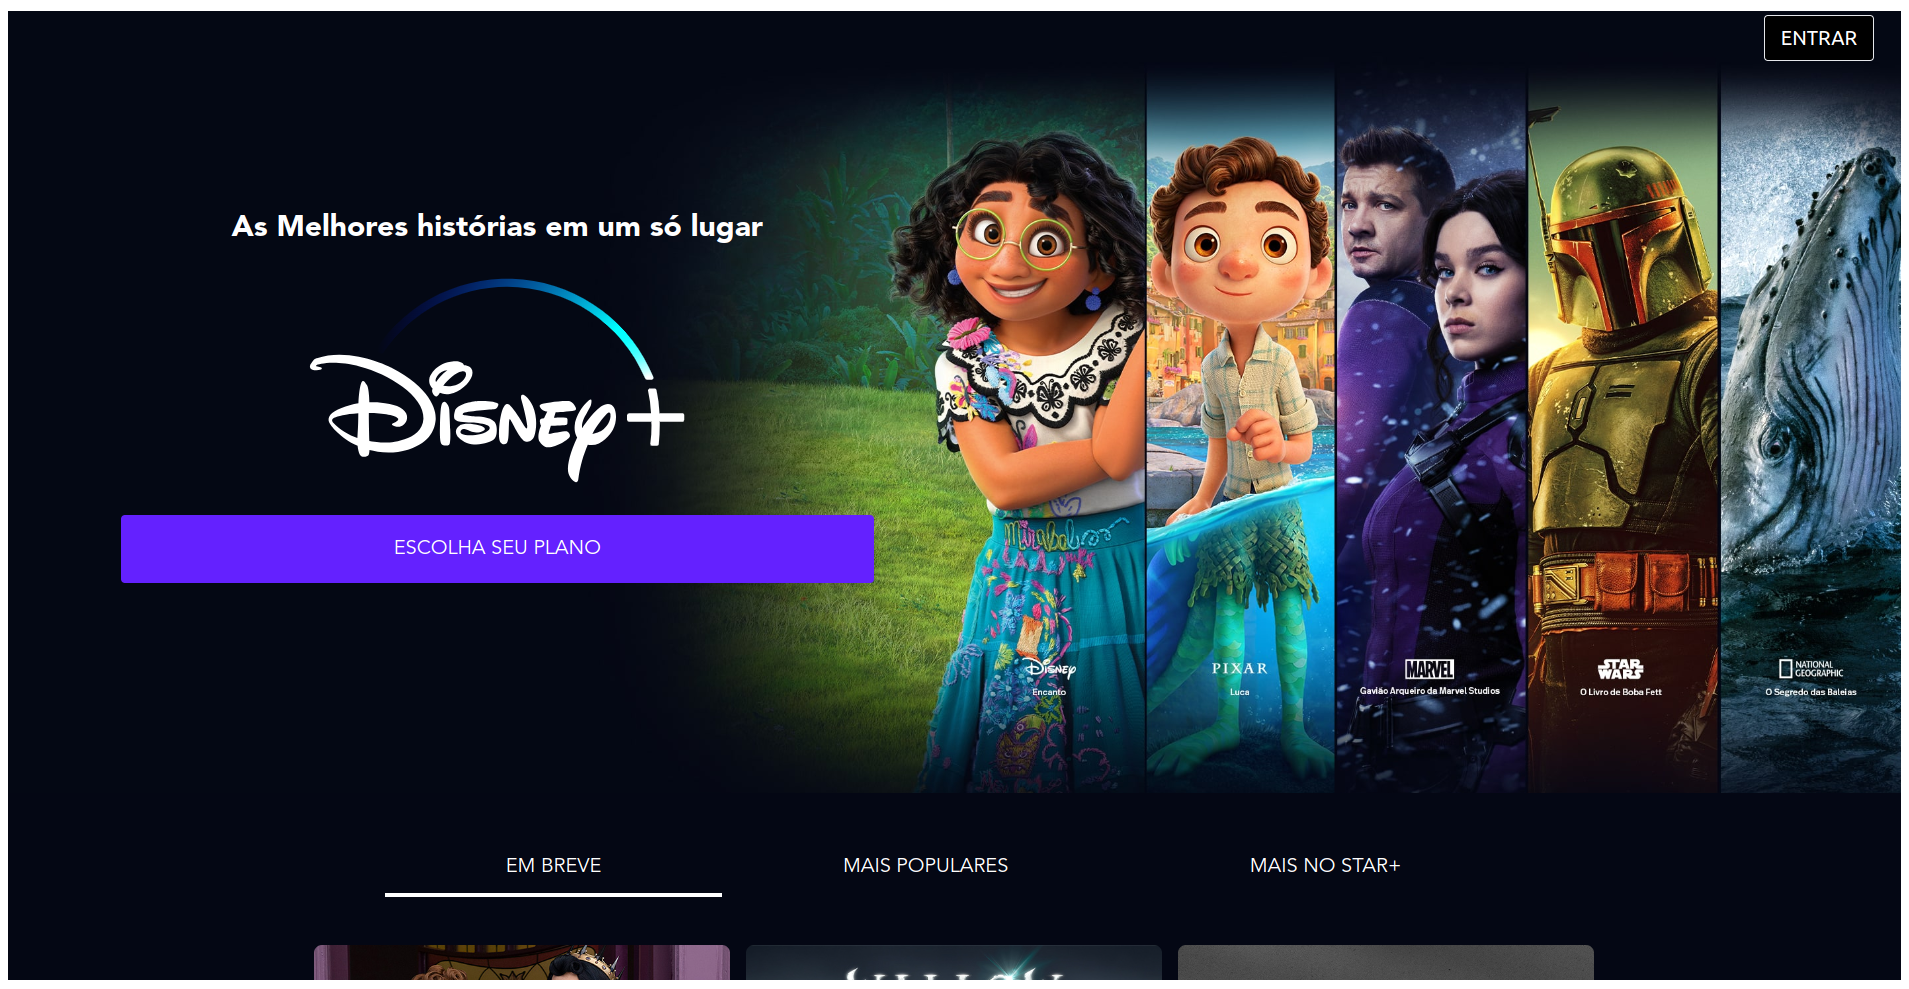 ENTRAR
As Melhores histórias em um só lugar
Disney+
ESCOLHA SEU PLANO
mirabel
Disney
Encanto
PIXAR
Luca
MARVEL
Gavião Arqueiro da Marvel Studios
STAR
WARS
O Livro de Boba Fett
NATIONAL
GEOGRAPHIC
O Segredo das Baleias
EM BREVE
MAIS POPULARES
MAIS NO STAR+